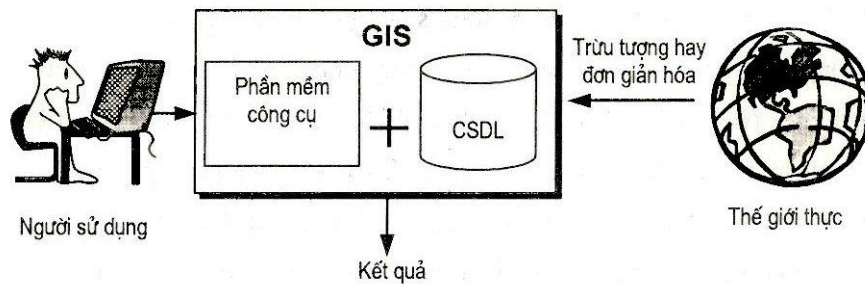 GIS
Phần mềm
công cụ
+
CSDL
Trừu tượng hay
đơn giản hóa
Người sử dụng
Thế giới thực
Kết quả